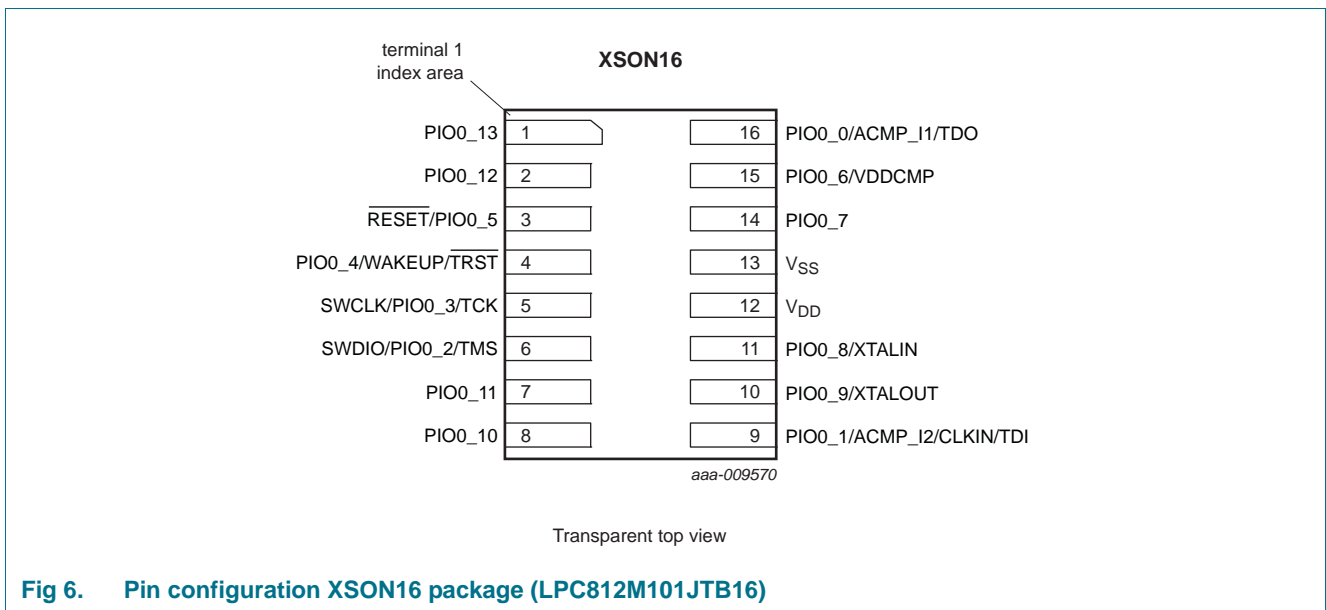 terminal 1
index area
XSON16
PIO0_13 1
16 PIO0_0/ACMP_I1/TDO
PIO0_12 2
15 PIO0_6/VDDCMP
RESET/PIO0_5 3
14 PIO0_7
PIO0_4/WAKEUP/TRST 4
13 VSS
SWCLK/PIO0_3/TCK 5
12 VDD
SWDIO/PIO0_2/TMS 6
11 PIO0_8/XTALIN
PIO0_11 7
10 PIO0_9/XTALOUT
PIO0_10 8
9 PIO0_1/ACMP_I2/CLKIN/TDI
aaa-009570
Transparent top view
Fig 6. Pin configuration XSON16 package (LPC812M101JTB16)